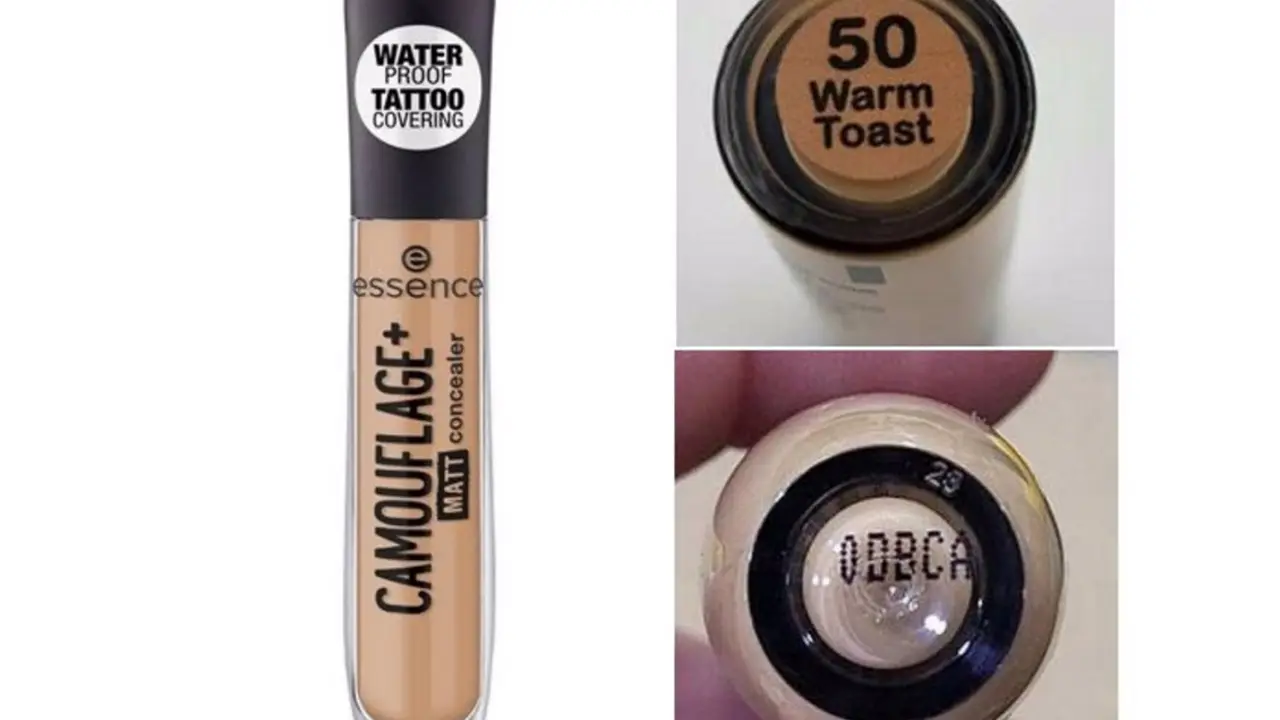 WATER
PROOF
TATTOO
COVERING
e
essence
CAMOUFLAGE+
MATT concealer
50
Warm
Toast
23
0DBCA